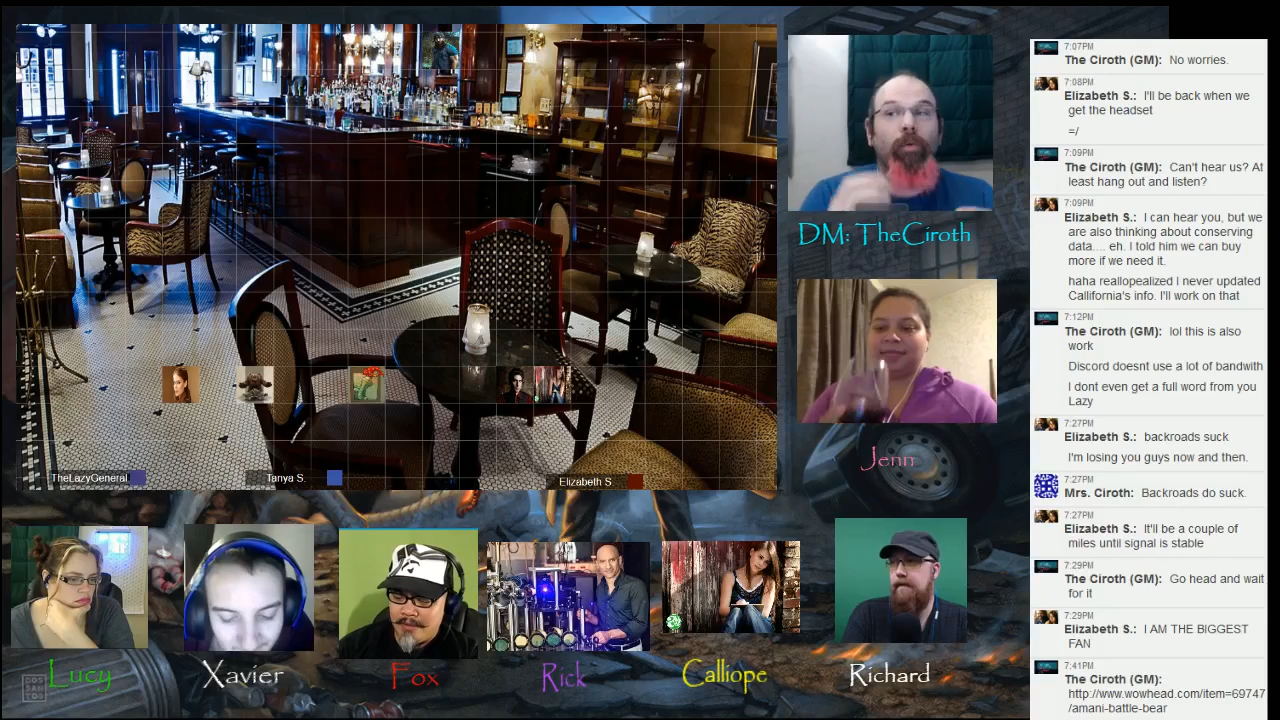 TheLazyGeneral
Tanya S.
Elizabeth S
DM: TheCiroth
Jenn
Lucy
Xavier
Fox
Rick
Calliope
Richard
DOS
SAN
TOS
7:07PM
The Ciroth (GM): No worries.
7:08PM
Elizabeth S.: I'll be back when we
get the headset
=/
7:09PM
The Ciroth (GM): Can't hear us? At
least hang out and listen?
7:09PM
Elizabeth S.: I can hear you, but we
are also thinking about conserving
data.... eh. I told him we can buy
more if we need it.
haha reallopealized I never updated
Callifornia's info. I'll work on that
7:12PM
The Ciroth (GM): lol this is also
work
Discord doesnt use a lot of bandwith
I dont even get a full word from you
Lazy
7:27PM
Elizabeth S.: backroads suck
I'm losing you guys now and then.
7:27PM
Mrs. Ciroth: Backroads do suck.
7:27PM
Elizabeth S.: It'll be a couple of
miles until signal is stable
7:29PM
The Ciroth (GM): Go head and wait
for it
7:29PM
Elizabeth S.: I AM THE BIGGEST
FAN
7:41PM
The Ciroth (GM):
http://www.wowhead.com/item=69747
/amani-battle-bear